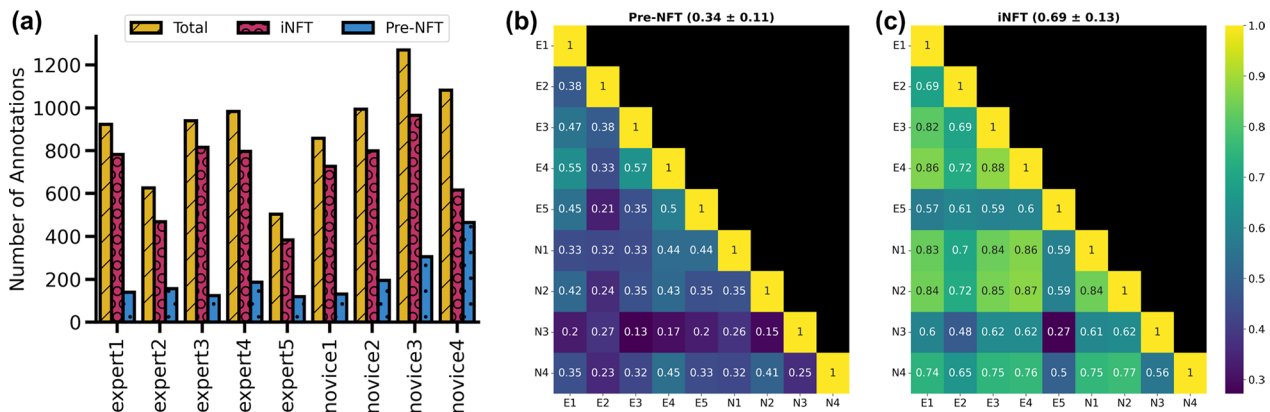 (a)
Total iNFT Pre-NFT
Number of Annotations
1200
1000
800
600
400
200
0
expert1 expert2 expert3 expert4 expert5 novice1 novice2 novice3 novice4
(b)
Pre-NFT (0.34 ± 0.11)
E1 1
E2 0.38 1
E3 0.47 0.38 1
E4 0.55 0.33 0.57 1
E5 0.45 0.21 0.35 0.5 1
N1 0.33 0.32 0.33 0.44 0.44 1
N2 0.42 0.24 0.35 0.43 0.35 0.35 1
N3 0.2 0.27 0.13 0.17 0.2 0.26 0.15 1
N4 0.35 0.23 0.32 0.45 0.33 0.32 0.41 0.25 1
E1 E2 E3 E4 E5 N1 N2 N3 N4
(c)
iNFT (0.69 ± 0.13)
E1 1
E2 0.69 1
E3 0.82 0.69 1
E4 0.86 0.72 0.88 1
E5 0.57 0.61 0.59 0.6 1
N1 0.83 0.7 0.84 0.86 0.59 1
N2 0.84 0.72 0.85 0.87 0.59 0.84 1
N3 0.6 0.48 0.62 0.62 0.27 0.61 0.62 1
N4 0.74 0.65 0.75 0.76 0.5 0.75 0.77 0.56 1
E1 E2 E3 E4 E5 N1 N2 N3 N4
1.0
0.9
0.8
0.7
0.6
0.5
0.4
0.3